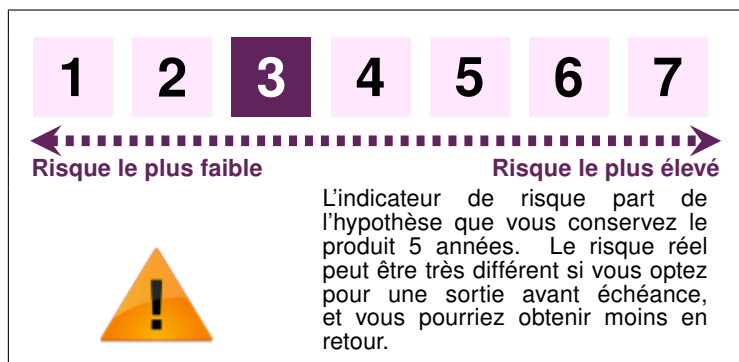 1 2 3 4 5 6 7
Risque le plus faible Risque le plus élevé
L'indicateur de risque part de
l'hypothèse que vous conservez le
produit 5 années. Le risque réel
peut être très différent si vous optez
pour une sortie avant échéance,
et vous pourriez obtenir moins en
retour.